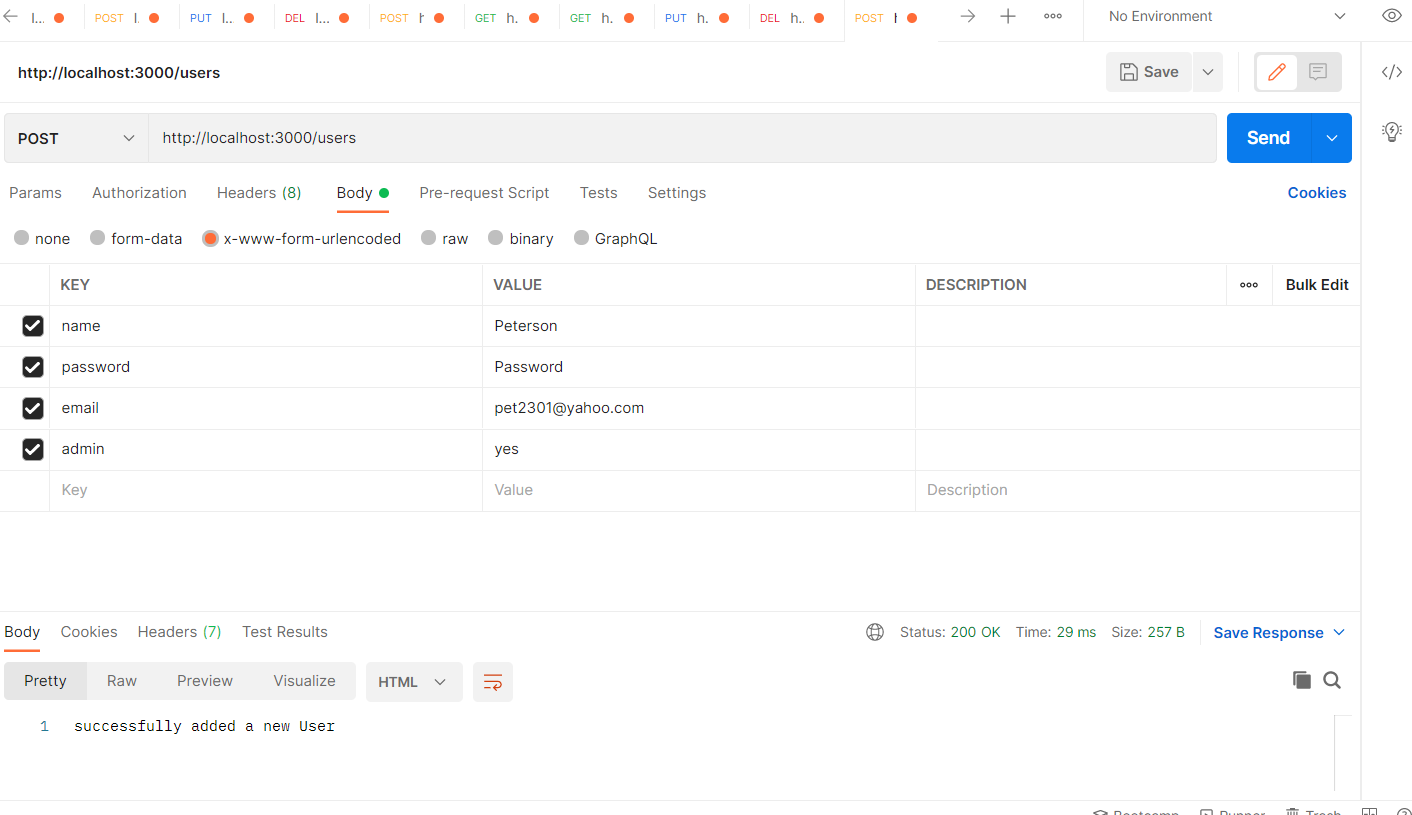 I... POST I. PUT I.. DEL I... POST h GET h. GET h. PUT h. DEL h.. POST No Environment
http://localhost:3000/users Save
POST http://localhost:3000/users Send
Params Authorization Headers (8) Body Pre-request Script Tests Settings Cookies
none form-data x-www-form-urlencoded raw binary GraphQL
KEY VALUE DESCRIPTION Bulk Edit
name Peterson
password Password
email pet2301@yahoo.com
admin yes
Key Value Description
Body Cookies Headers (7) Test Results Status: 200 OK Time: 29 ms Size: 257 B Save Response
Pretty Raw Preview Visualize HTML
1 successfully added a new User
Bootcamp Runner Trash